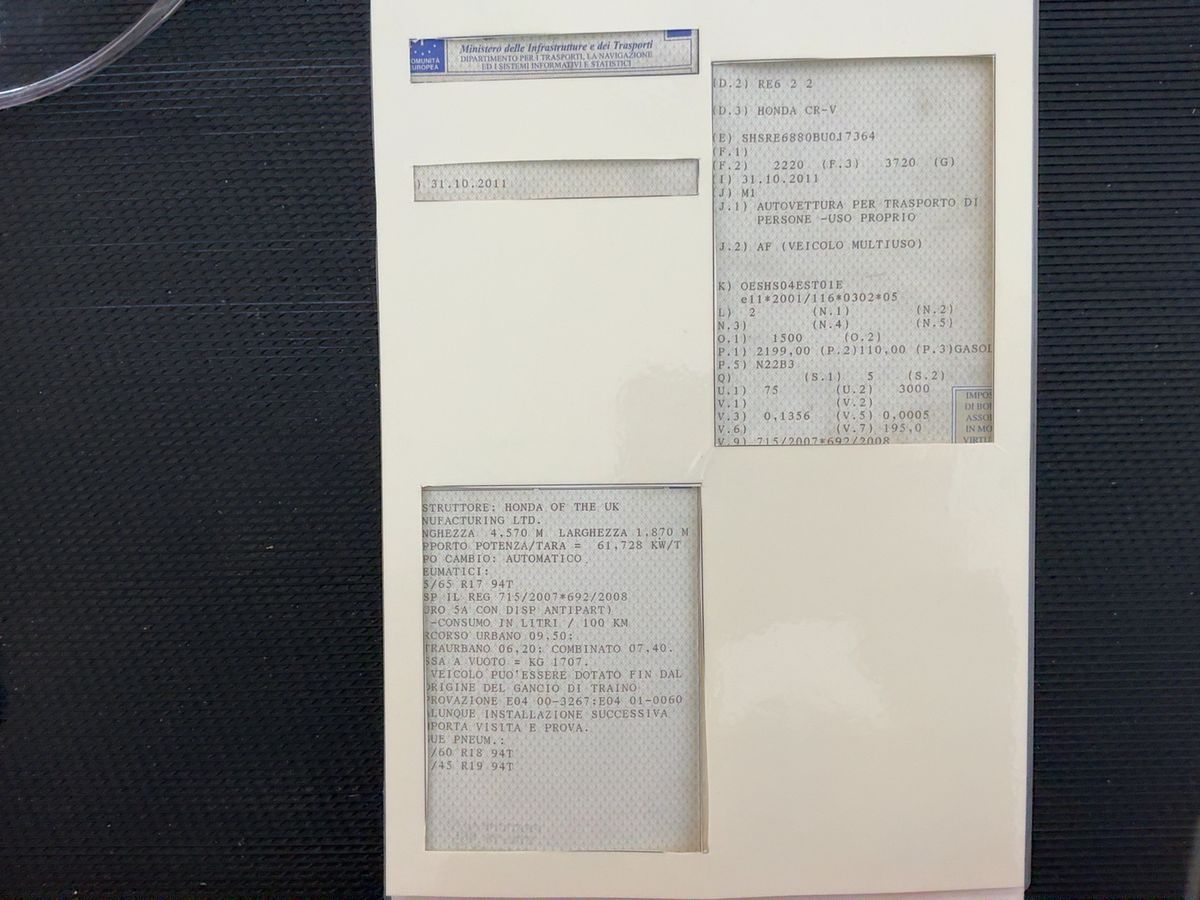 OMUNITÀ
UROPEA
Ministero delle Infrastrutture e dei Trasporti
DIPARTIMENTO PER I TRASPORTI, LA NAVIGAZIONE
ED I SISTEMI INFORMATIVI E STATISTICI
) 31.10.2011
(D.2) RE6 2 2
(D.3) HONDA CR-V
(E) SHSRE6880BU017364
(F.1)
(F.2) 2220 (F.3) 3720 (G)
(I) 31.10.2011
(J) M1
J.1) AUTOVETTURA PER TRASPORTO DI
PERSONE -USO PROPRIO
J.2) AF (VEICOLO MULTIUSO)
K) OESHS04EST01E
e11*2001/116*0302*05
L) 2 (N.1) (N.2)
N.3) (N.4) (N.5)
O.1) 1500 (O.2)
P.1) 2199,00 (P.2)110,00 (P.3)GASOL
P.5) N22B3
Q) (S.1) 5 (S.2)
U.1) 75 (U.2) 3000
V.1) (V.2)
V.3) 0,1356 (V.5) 0,0005
V.6) (V.7) 195,0
V.9) 715/2007*692/2008
IMPOS
DI BOL
ASSOL
IN MO
VIRTU
STRUTTORE: HONDA OF THE UK
NUFACTURING LTD.
NGHEZZA 4,570 M LARGHEZZA 1,870 M
PPORTO POTENZA/TARA = 61,728 KW/T
PO CAMBIO: AUTOMATICO
EUMATICI:
5/65 R17 94T
SP IL REG 715/2007*692/2008
URO 5A CON DISP ANTIPART)
-CONSUMO IN LITRI / 100 KM
RCORSO URBANO 09,50;
TRAURBANO 06,20; COMBINATO 07,40.
SSA A VUOTO = KG 1707.
VEICOLO PUO'ESSERE DOTATO FIN DAL
ORIGINE DEL GANCIO DI TRAINO
PROVAZIONE E04 00-3267:E04 01-0060
ALUNQUE INSTALLAZIONE SUCCESSIVA
PORTA VISITA E PROVA.
UE PNEUM.:
/60 R18 94T
/45 R19 94T